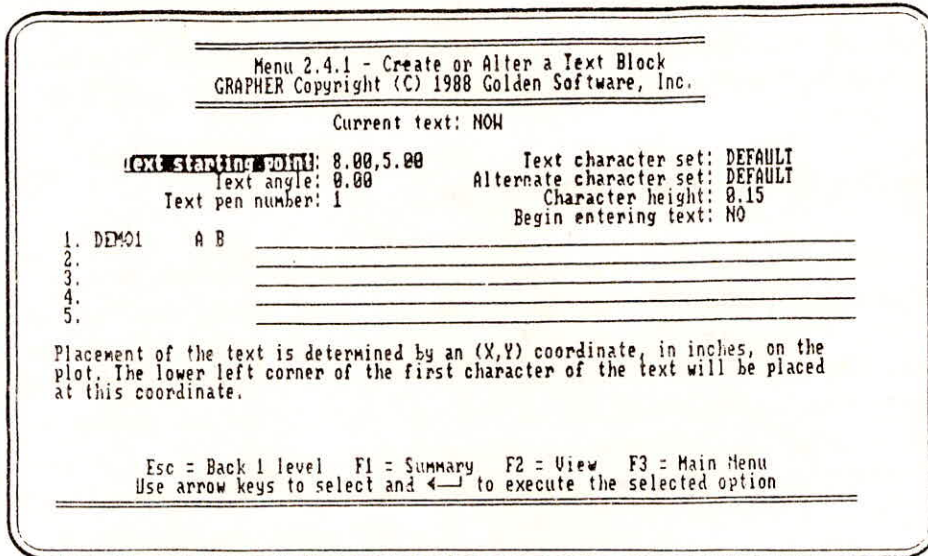 Menu 2.4.1 - Create or Alter a Text Block
GRAPHER Copyright (C) 1988 Golden Software, Inc.
Current text: NOW
Text starting point: 8.00,5.00 Text character set: DEFAULT
Text angle: 0.00 Alternate character set: DEFAULT
Text pen number: 1 Character height: 0.15
Begin entering text: NO
1. DEMO1 A B
2.
3.
4.
5.
Placement of the text is determined by an (X,Y) coordinate, in inches, on the
plot. The lower left corner of the first character of the text will be placed
at this coordinate.
Esc = Back 1 level F1 = Summary F2 = View F3 = Main Menu
Use arrow keys to select and ◄─┘ to execute the selected option